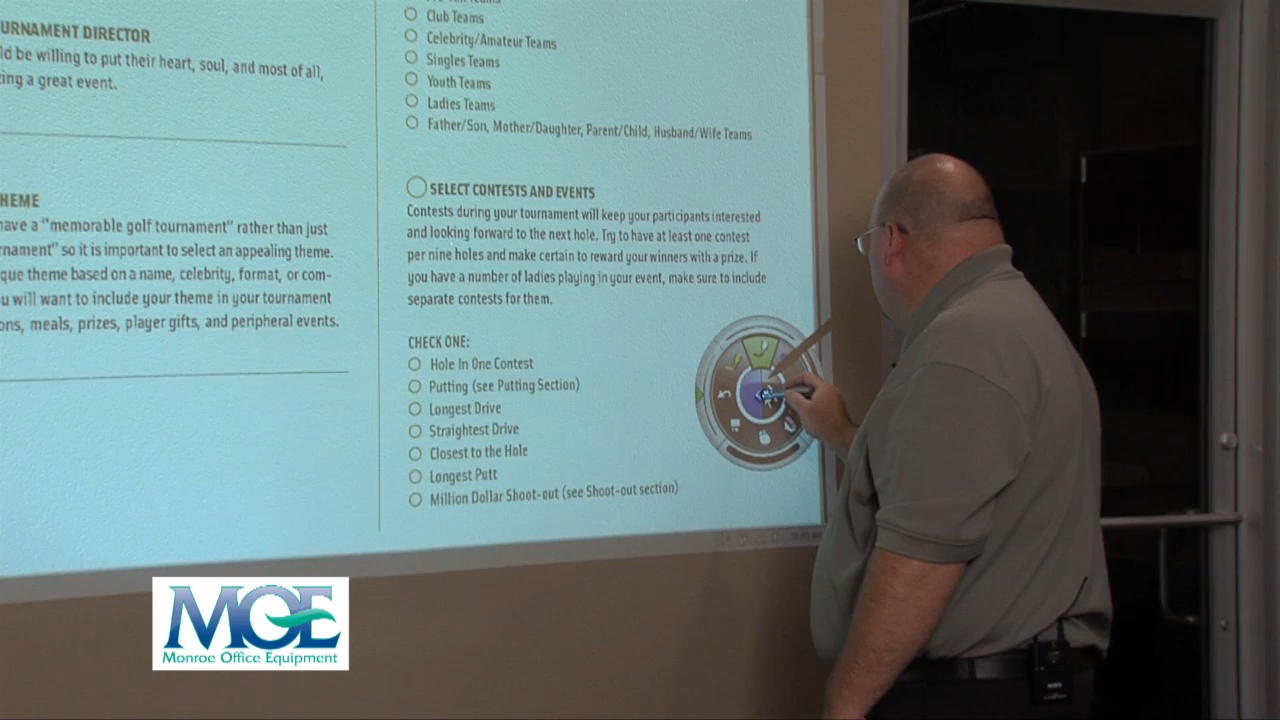 URNAMENT DIRECTOR
ld be willing to put their heart, soul, and most of all,
ing a great event.
HEME
have a "memorable golf tournament" rather than just
rnament" so it is important to select an appealing theme.
que theme based on a name, celebrity, format, or com-
u will want to include your theme in your tournament
ons, meals, prizes, player gifts, and peripheral events.
Club Teams
Celebrity/Amateur Teams
Singles Teams
Youth Teams
Ladies Teams
Father/Son, Mother/Daughter, Parent/Child, Husband/Wife Teams
SELECT CONTESTS AND EVENTS
Contests during your tournament will keep your participants interested
and looking forward to the next hole. Try to have at least one contest
per nine holes and make certain to reward your winners with a prize. If
you have a number of ladies playing in your event, make sure to include
separate contests for them.
CHECK ONE:
Hole In One Contest
Putting (see Putting Section)
Longest Drive
Straightest Drive
Closest to the Hole
Longest Putt
Million Dollar Shoot-out (see Shoot-out section)
MOE
Monroe Office Equipment